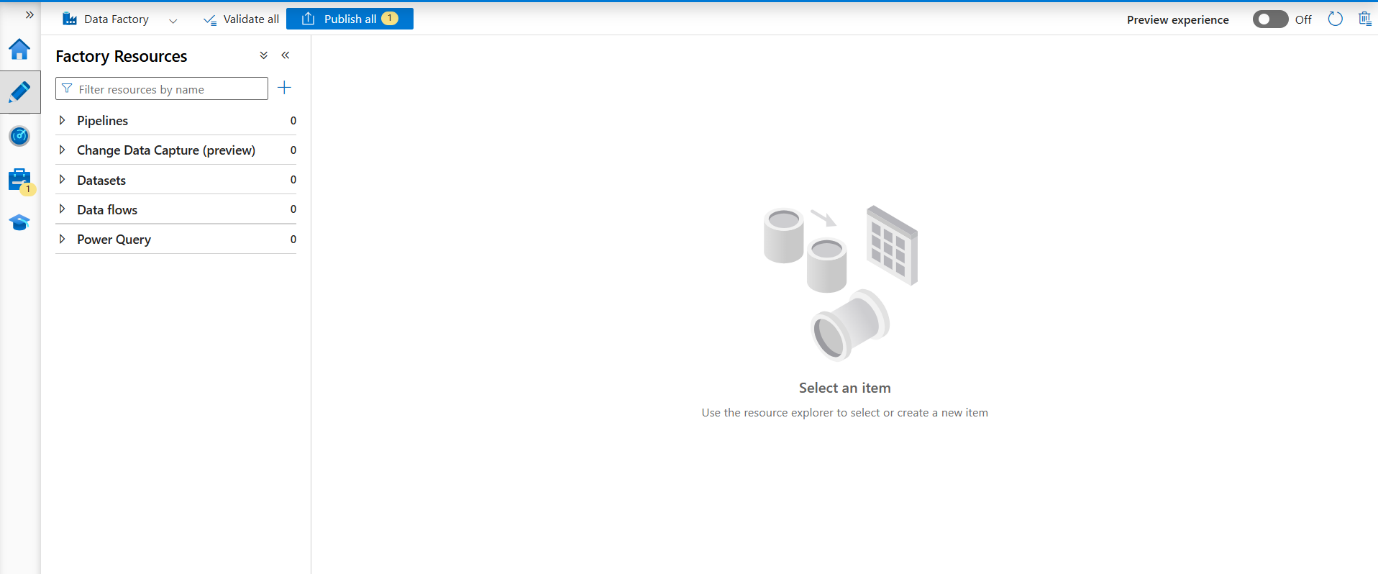 Data Factory
Validate all
Publish all 1
Preview experience
Off
Factory Resources
Filter resources by name
Pipelines 0
Change Data Capture (preview) 0
Datasets 0
Data flows 0
Power Query 0
1
Select an item
Use the resource explorer to select or create a new item